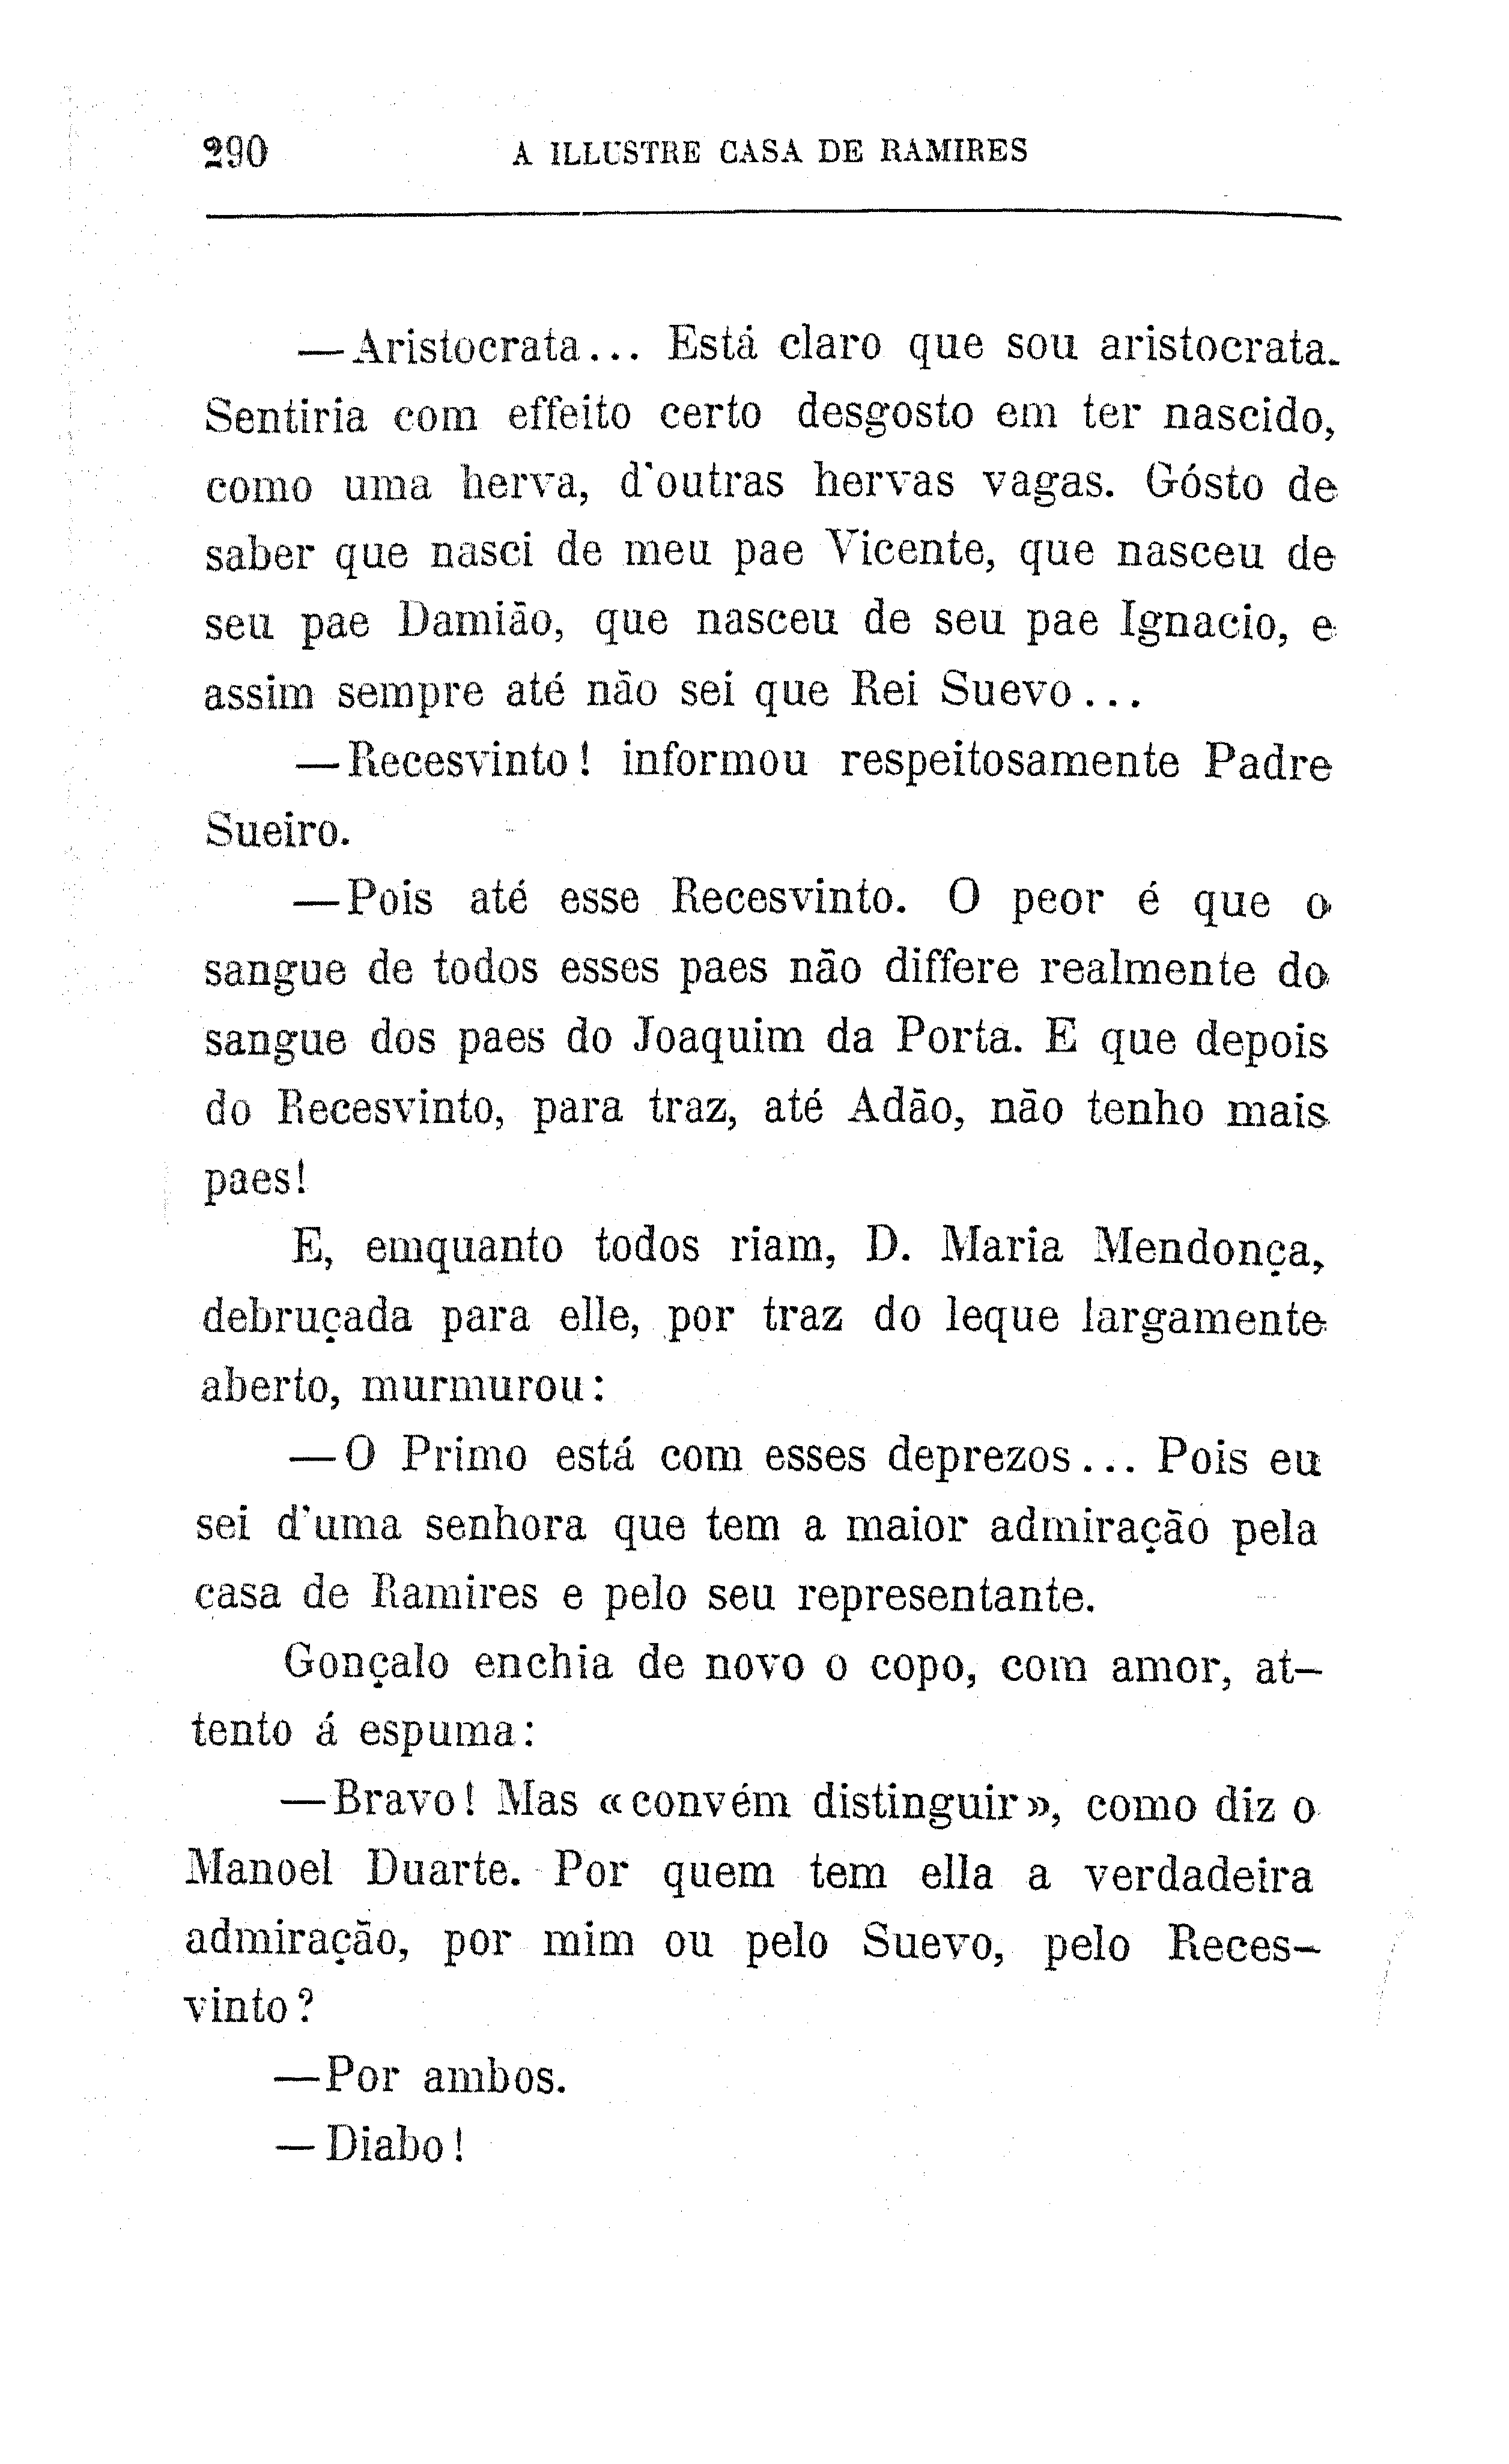 290 A ILLUSTRE CASA DE RAMIRES
—Aristocrata... Está claro que sou aristocrata.
Sentiria com effeito certo desgosto em ter nascido,
como uma herva, d'outras hervas vagas. Gósto de
saber que nasci de meu pae Vicente, que nasceu de
seu pae Damião, que nasceu de seu pae Ignacio, e
assim sempre até não sei que Rei Suevo...
—Recesvinto! informou respeitosamente Padre
Sueiro.
—Pois até esse Recesvinto. O peor é que o
sangue de todos esses paes não differe realmente do
sangue dos paes do Joaquim da Porta. E que depois
do Recesvinto, para traz, até Adão, não tenho mais
paes!
E, emquanto todos riam, D. Maria Mendonça,
debruçada para elle, por traz do leque largamente
aberto, murmurou:
—O Primo está com esses deprezos... Pois eu
sei d'uma senhora que tem a maior admiração pela
casa de Ramires e pelo seu representante.
Gonçalo enchia de novo o copo, com amor, at-
tento á espuma:
—Bravo! Mas «convém distinguir», como diz o
Manoel Duarte. Por quem tem ella a verdadeira
admiração, por mim ou pelo Suevo, pelo Reces-
vinto?
—Por ambos.
—Diabo!